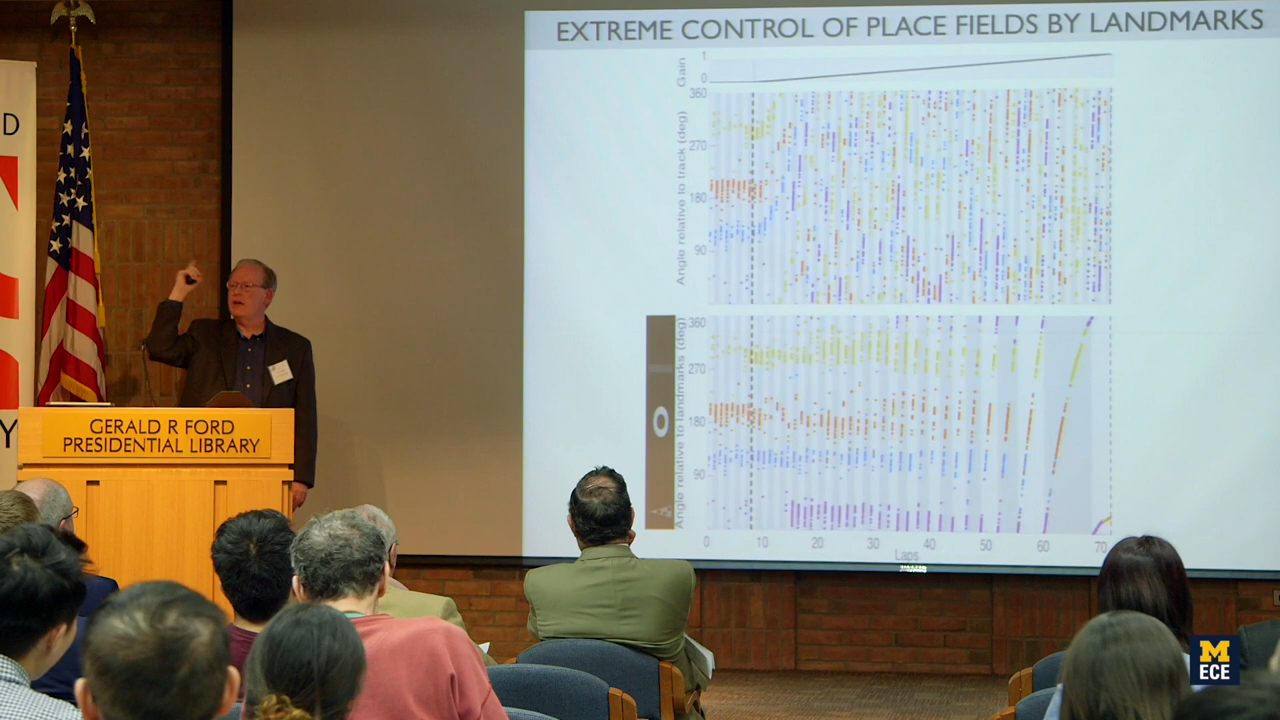 EXTREME CONTROL OF PLACE FIELDS BY LANDMARKS
Gain
1
0
Angle relative to track (deg)
360
270
180
90
Angle relative to landmarks (deg)
360
270
180
90
0 10 20 30 40 50 60 70
Laps
D
Y
GERALD R FORD
PRESIDENTIAL LIBRARY
M
ECE